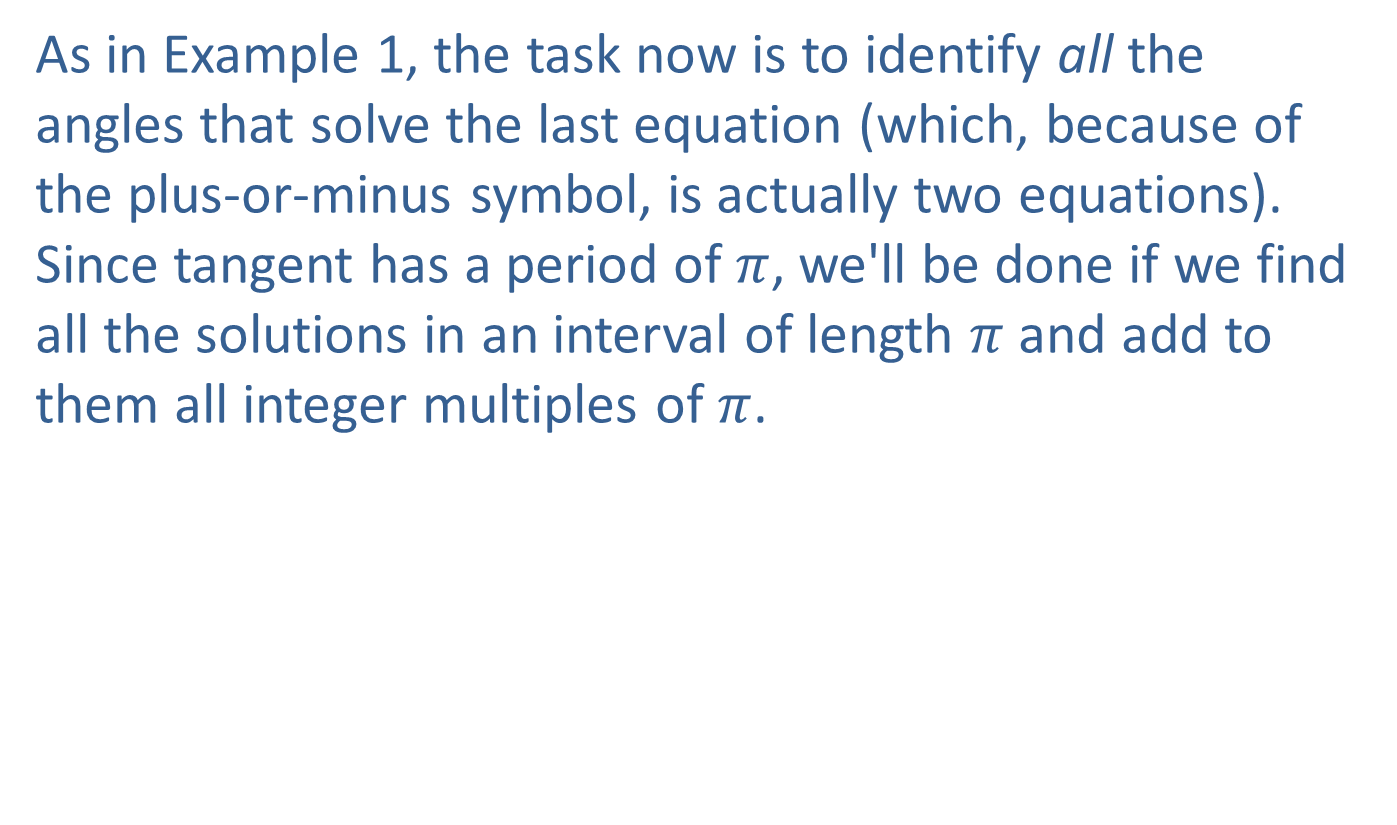 As in Example 1, the task now is to identify all the
angles that solve the last equation (which, because of
the plus-or-minus symbol, is actually two equations).
Since tangent has a period of π, we'll be done if we find
all the solutions in an interval of length π and add to
them all integer multiples of π.